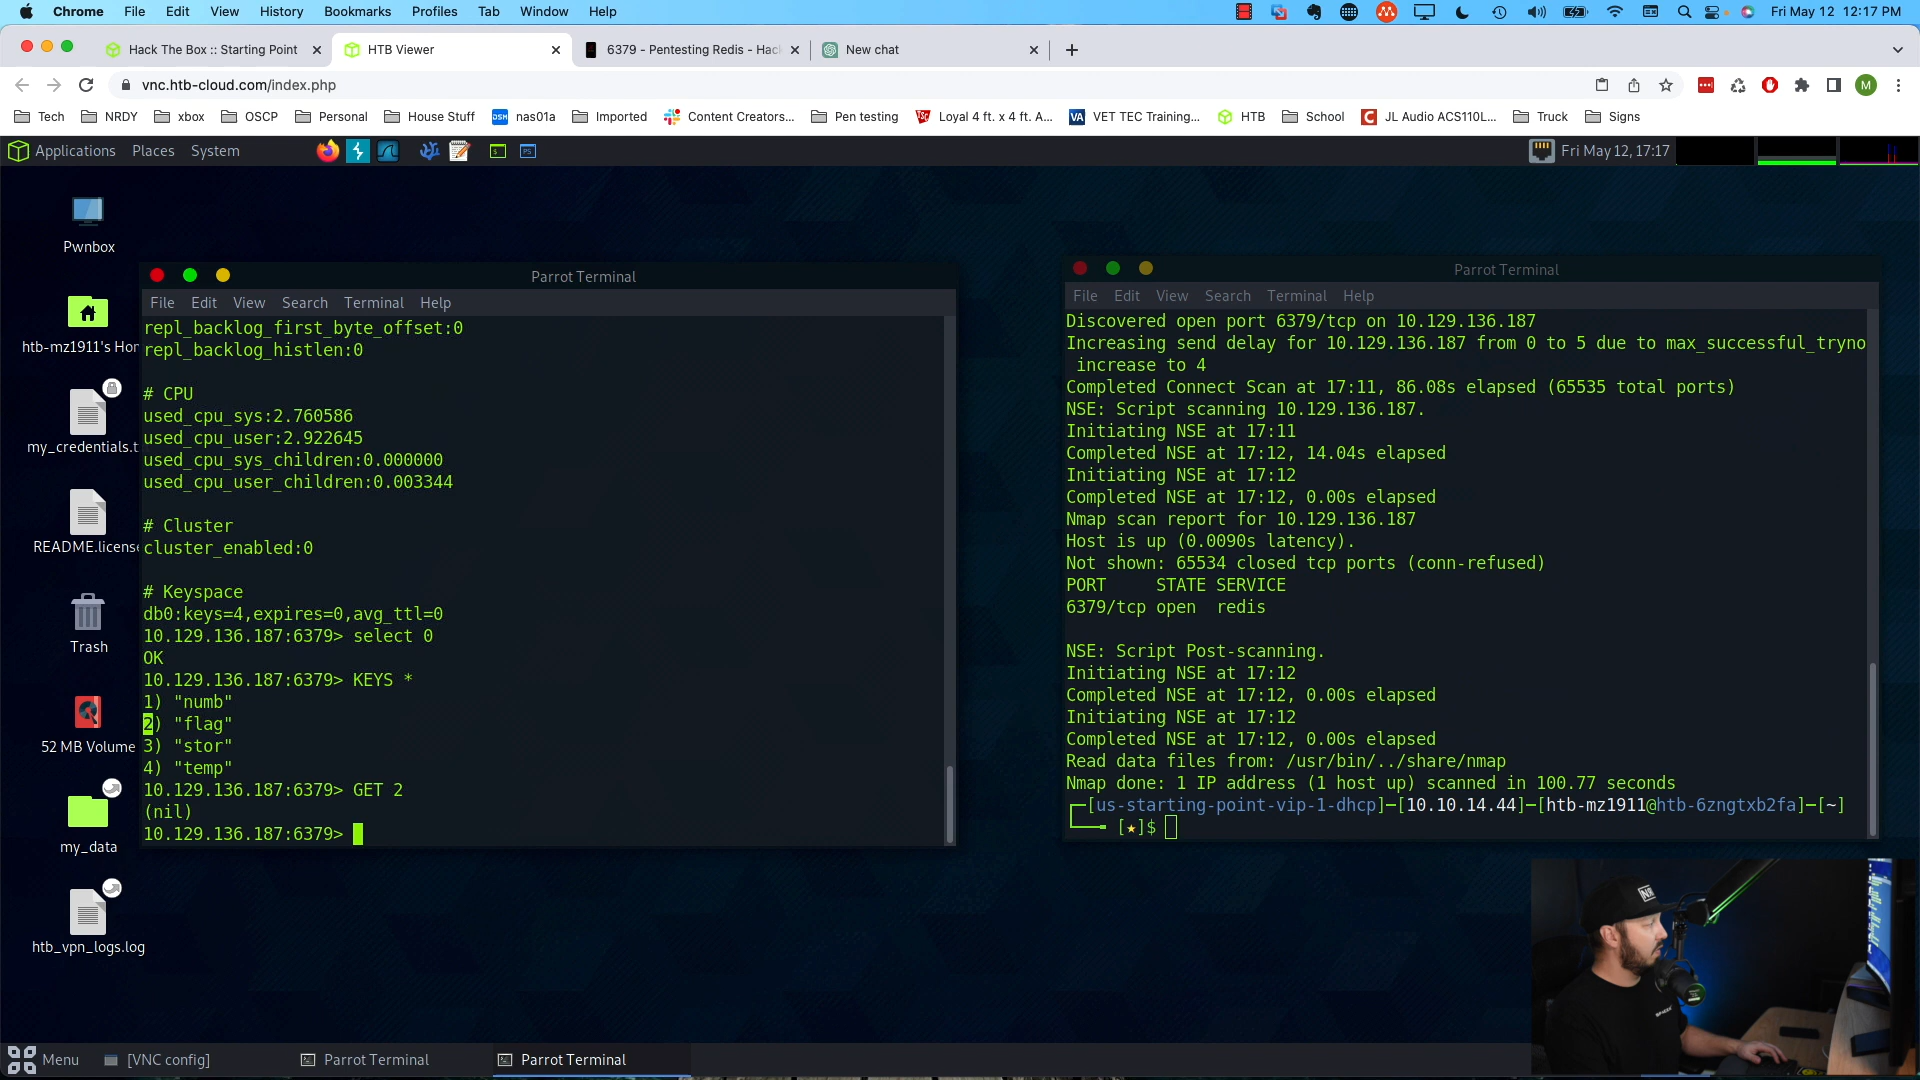 Chrome File Edit View History Bookmarks Profiles Tab Window Help Fri May 12 12:17 PM
Hack The Box :: Starting Point HTB Viewer 6379 - Pentesting Redis - Hac New chat
vnc.htb-cloud.com/index.php M
Tech NRDY xbox OSCP Personal House Stuff DSM nas01a Imported Content Creators... Pen testing Loyal 4 ft. x 4 ft. A... VA VET TEC Training... HTB School JL Audio ACS110L... Truck Signs
Applications Places System Fri May 12, 17:17
Pwnbox
htb-mz1911's Hom
my_credentials.t
README.license
Trash
52 MB Volume
my_data
htb_vpn_logs.log
Parrot Terminal
File Edit View Search Terminal Help
repl_backlog_first_byte_offset:0
repl_backlog_histlen:0
# CPU
used_cpu_sys:2.760586
used_cpu_user:2.922645
used_cpu_sys_children:0.000000
used_cpu_user_children:0.003344
# Cluster
cluster_enabled:0
# Keyspace
db0:keys=4,expires=0,avg_ttl=0
10.129.136.187:6379> select 0
OK
10.129.136.187:6379> KEYS *
1) "numb"
2) "flag"
3) "stor"
4) "temp"
10.129.136.187:6379> GET 2
(nil)
10.129.136.187:6379>
Parrot Terminal
File Edit View Search Terminal Help
Discovered open port 6379/tcp on 10.129.136.187
Increasing send delay for 10.129.136.187 from 0 to 5 due to max_successful_tryno
increase to 4
Completed Connect Scan at 17:11, 86.08s elapsed (65535 total ports)
NSE: Script scanning 10.129.136.187.
Initiating NSE at 17:11
Completed NSE at 17:12, 14.04s elapsed
Initiating NSE at 17:12
Completed NSE at 17:12, 0.00s elapsed
Nmap scan report for 10.129.136.187
Host is up (0.0090s latency).
Not shown: 65534 closed tcp ports (conn-refused)
PORT STATE SERVICE
6379/tcp open redis
NSE: Script Post-scanning.
Initiating NSE at 17:12
Completed NSE at 17:12, 0.00s elapsed
Initiating NSE at 17:12
Completed NSE at 17:12, 0.00s elapsed
Read data files from: /usr/bin/../share/nmap
Nmap done: 1 IP address (1 host up) scanned in 100.77 seconds
┌─[us-starting-point-vip-1-dhcp]─[10.10.14.44]─[htb-mz1911@htb-6zngtxb2fa]─[~]
└──╼ [★]$
Menu [VNC config] Parrot Terminal Parrot Terminal